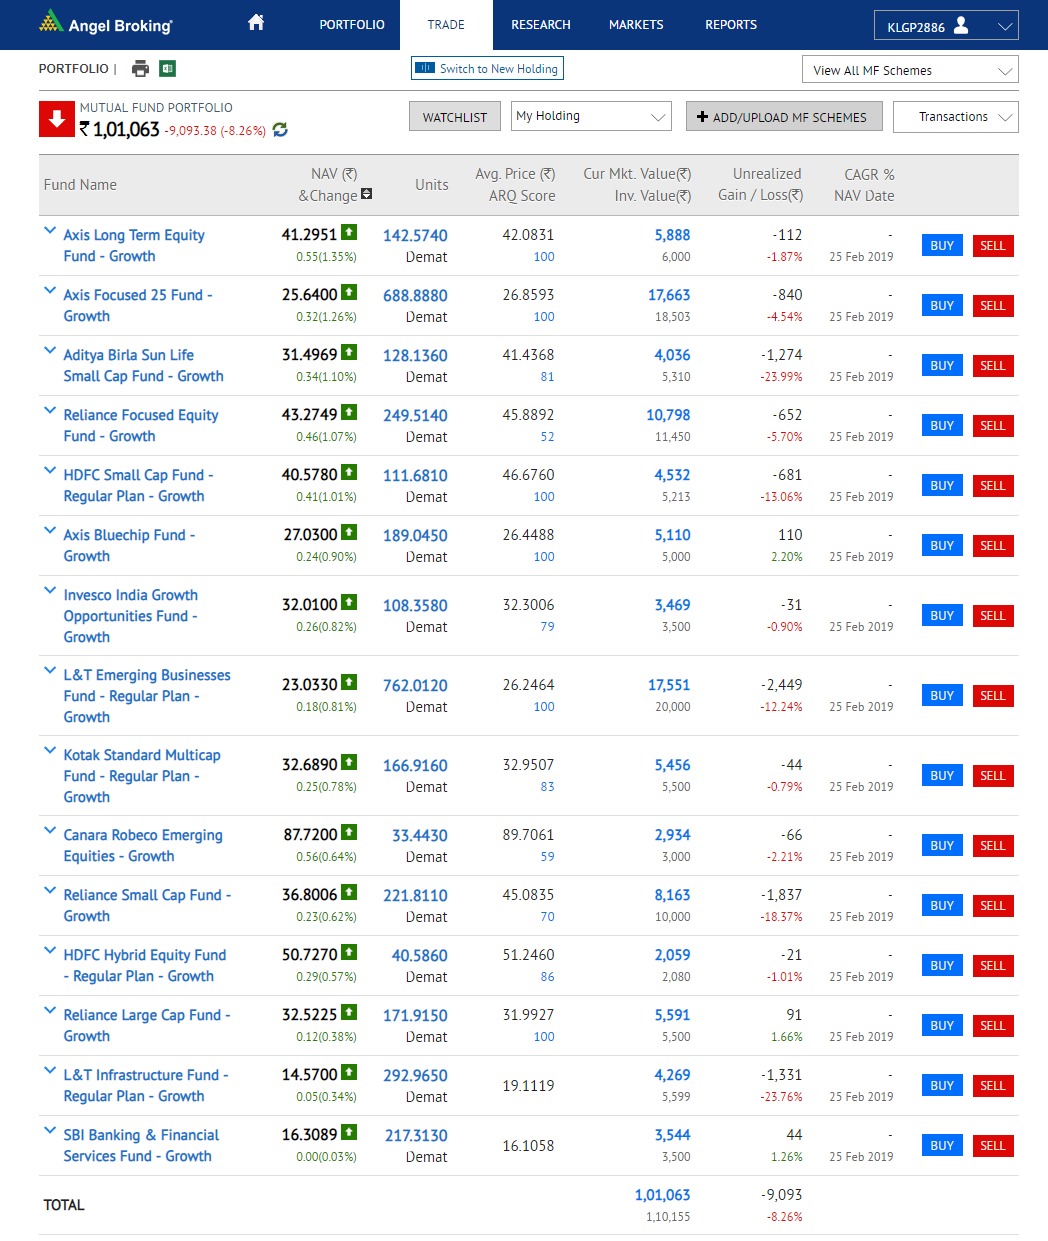 Angel Broking
PORTFOLIO
TRADE
RESEARCH
MARKETS
REPORTS
KLGP2886
PORTFOLIO |
Switch to New Holding
View All MF Schemes
MUTUAL FUND PORTFOLIO
₹ 1,01,063 -9,093.38 (-8.26%)
WATCHLIST
My Holding
+ ADD/UPLOAD MF SCHEMES
Transactions
Fund Name
NAV (₹)
&Change
Units
Avg. Price (₹)
ARQ Score
Cur Mkt. Value(₹)
Inv. Value(₹)
Unrealized
Gain / Loss(₹)
CAGR %
NAV Date
Axis Long Term Equity 41.2951 142.5740 42.0831 5,888 -112 - BUY SELL
Fund - Growth 0.55(1.35%) Demat 100 6,000 -1.87% 25 Feb 2019
Axis Focused 25 Fund - 25.6400 688.8880 26.8593 17,663 -840 - BUY SELL
Growth 0.32(1.26%) Demat 100 18,503 -4.54% 25 Feb 2019
Aditya Birla Sun Life 31.4969 128.1360 41.4368 4,036 -1,274 - BUY SELL
Small Cap Fund - Growth 0.34(1.10%) Demat 81 5,310 -23.99% 25 Feb 2019
Reliance Focused Equity 43.2749 249.5140 45.8892 10,798 -652 - BUY SELL
Fund - Growth 0.46(1.07%) Demat 52 11,450 -5.70% 25 Feb 2019
HDFC Small Cap Fund - 40.5780 111.6810 46.6760 4,532 -681 - BUY SELL
Regular Plan - Growth 0.41(1.01%) Demat 100 5,213 -13.06% 25 Feb 2019
Axis Bluechip Fund - 27.0300 189.0450 26.4488 5,110 110 - BUY SELL
Growth 0.24(0.90%) Demat 100 5,000 2.20% 25 Feb 2019
Invesco India Growth
Opportunities Fund - 32.0100 108.3580 32.3006 3,469 -31 - BUY SELL
Growth 0.26(0.82%) Demat 79 3,500 -0.90% 25 Feb 2019
L&T Emerging Businesses
Fund - Regular Plan - 23.0330 762.0120 26.2464 17,551 -2,449 - BUY SELL
Growth 0.18(0.81%) Demat 100 20,000 -12.24% 25 Feb 2019
Kotak Standard Multicap
Fund - Regular Plan - 32.6890 166.9160 32.9507 5,456 -44 - BUY SELL
Growth 0.25(0.78%) Demat 83 5,500 -0.79% 25 Feb 2019
Canara Robeco Emerging 87.7200 33.4430 89.7061 2,934 -66 - BUY SELL
Equities - Growth 0.56(0.64%) Demat 59 3,000 -2.21% 25 Feb 2019
Reliance Small Cap Fund - 36.8006 221.8110 45.0835 8,163 -1,837 - BUY SELL
Growth 0.23(0.62%) Demat 70 10,000 -18.37% 25 Feb 2019
HDFC Hybrid Equity Fund 50.7270 40.5860 51.2460 2,059 -21 - BUY SELL
- Regular Plan - Growth 0.29(0.57%) Demat 86 2,080 -1.01% 25 Feb 2019
Reliance Large Cap Fund - 32.5225 171.9150 31.9927 5,591 91 - BUY SELL
Growth 0.12(0.38%) Demat 100 5,500 1.66% 25 Feb 2019
L&T Infrastructure Fund - 14.5700 292.9650 19.1119 4,269 -1,331 - BUY SELL
Regular Plan - Growth 0.05(0.34%) Demat 5,599 -23.76% 25 Feb 2019
SBI Banking & Financial 16.3089 217.3130 16.1058 3,544 44 - BUY SELL
Services Fund - Growth 0.00(0.03%) Demat 3,500 1.26% 25 Feb 2019
TOTAL 1,01,063 -9,093
1,10,155 -8.26%